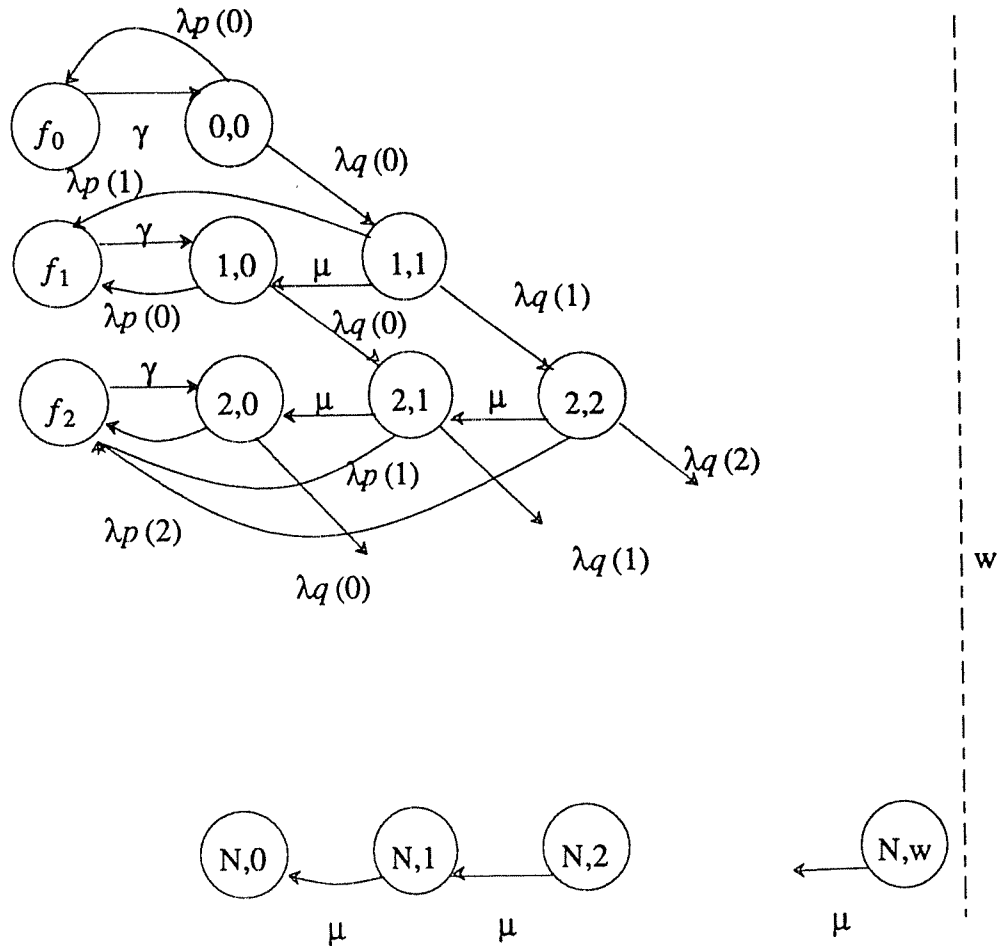 λp (0)
f0 γ 0,0
λq (0)
λp (1)
f1 γ 1,0 μ 1,1
λp (0) λq (0) λq (1)
f2 γ 2,0 μ 2,1 μ 2,2
λp (1) λq (2)
λp (2)
λq (0) λq (1) w
N,0 N,1 N,2 N,w
μ μ μ